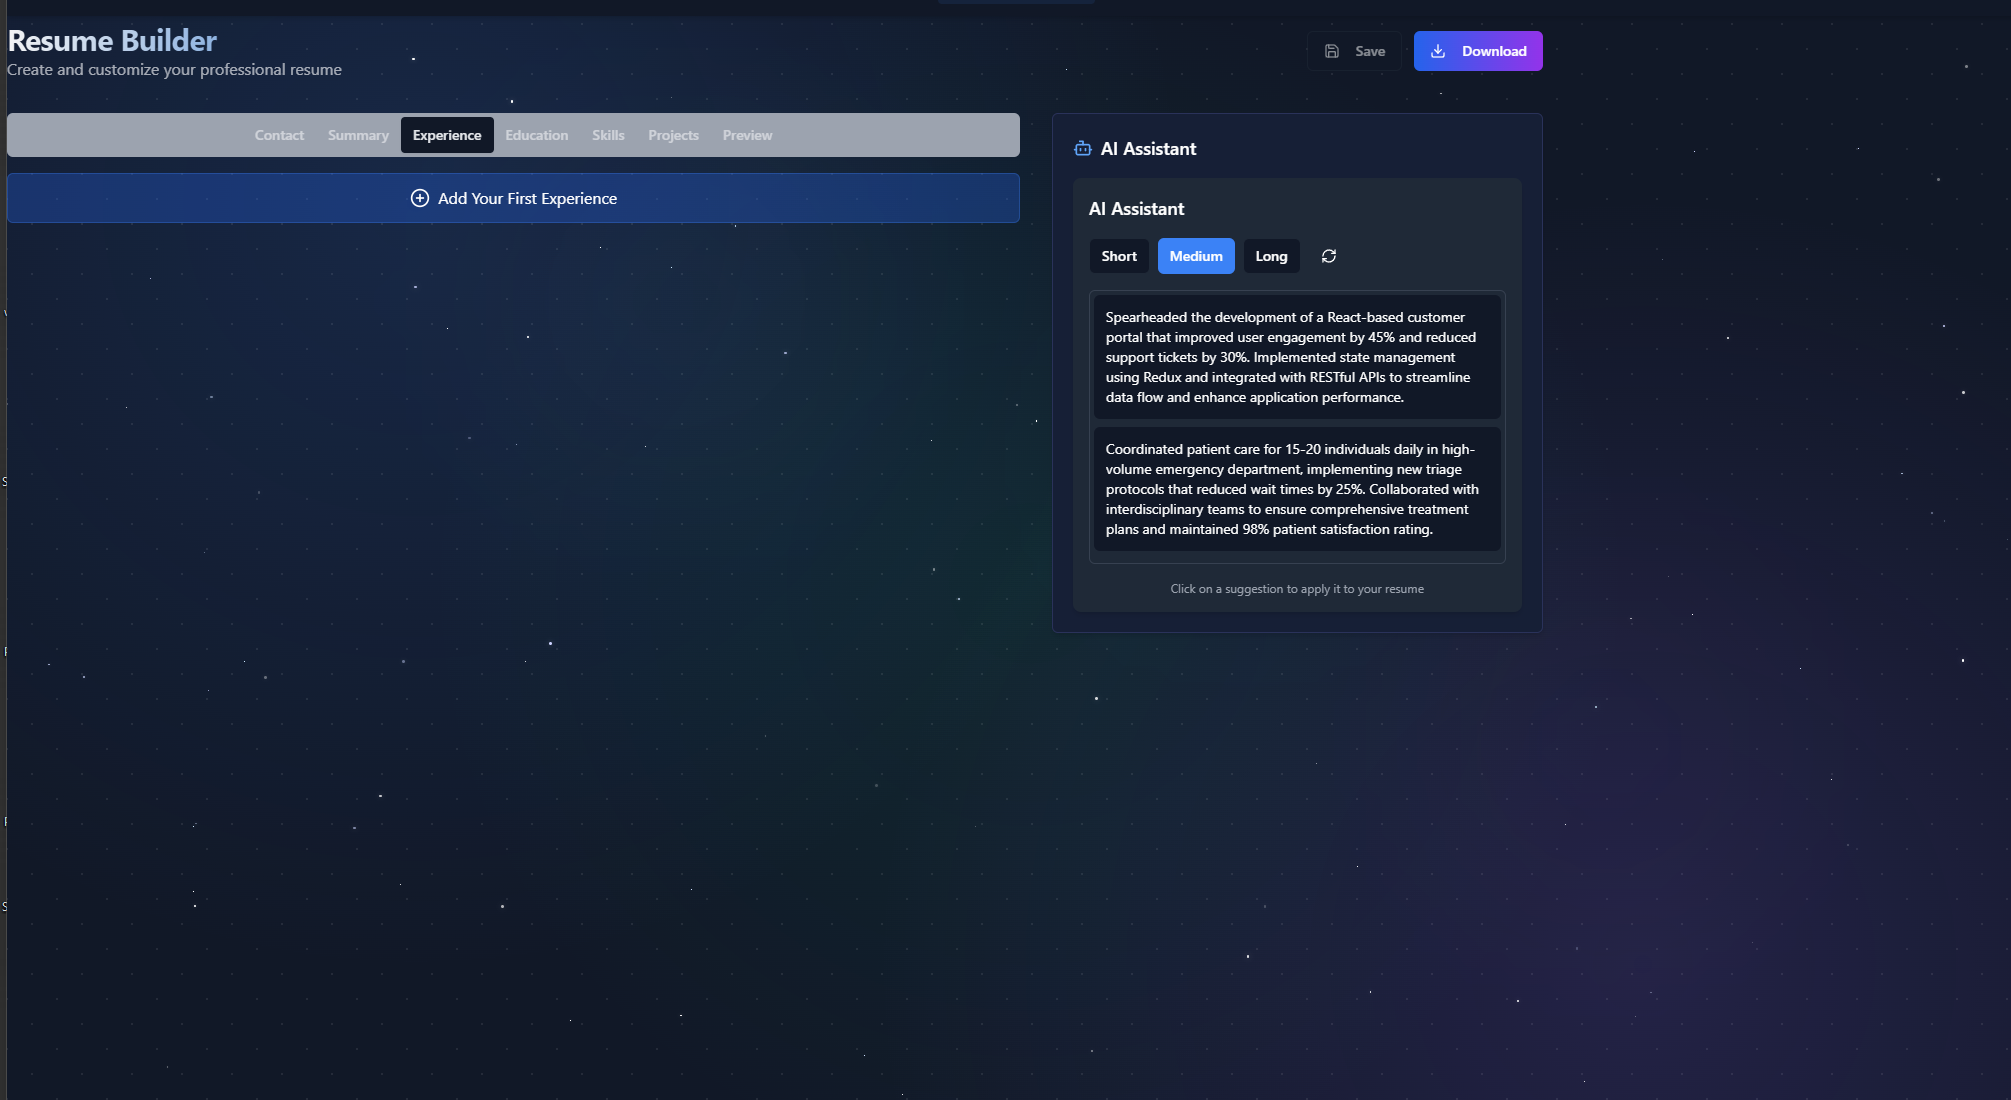 Resume Builder
Create and customize your professional resume
Save
Download
Contact
Summary
Experience
Education
Skills
Projects
Preview
Add Your First Experience
AI Assistant
AI Assistant
Short
Medium
Long
Spearheaded the development of a React-based customer
portal that improved user engagement by 45% and reduced
support tickets by 30%. Implemented state management
using Redux and integrated with RESTful APIs to streamline
data flow and enhance application performance.
Coordinated patient care for 15-20 individuals daily in high-
volume emergency department, implementing new triage
protocols that reduced wait times by 25%. Collaborated with
interdisciplinary teams to ensure comprehensive treatment
plans and maintained 98% patient satisfaction rating.
Click on a suggestion to apply it to your resume